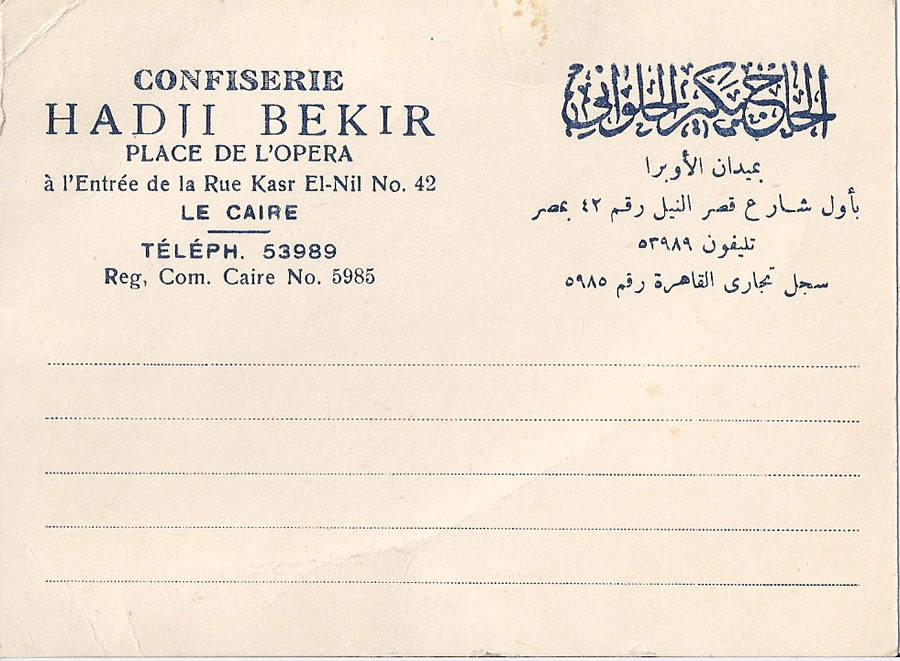 CONFISERIE
HADJI BEKIR
PLACE DE L'OPERA
à l'Entrée de la Rue Kasr El-Nil No. 42
LE CAIRE
TÉLÉPH. 53989
Reg, Com. Caire No. 5985
الحاج بكير الحلواني
بميدان الأوبرا
بأول شارع قصر النيل رقم ٤٢ بمصر
تليفون ٥٣٩٨٩
سجل تجارى القاهرة رقم ٥٩٨٥